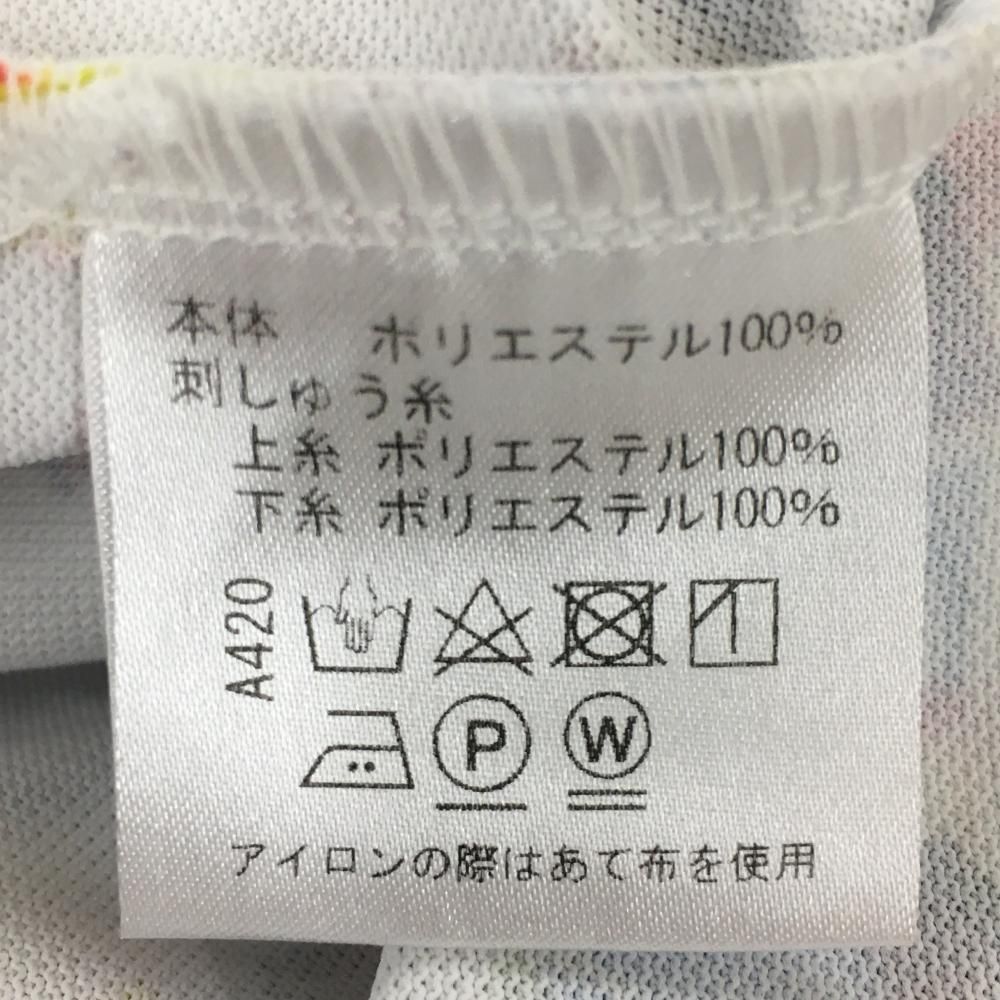 本体 ポリエステル100%
刺しゅう糸
上糸 ポリエステル100%
下糸 ポリエステル100%
A420
P W
アイロンの際はあて布を使用